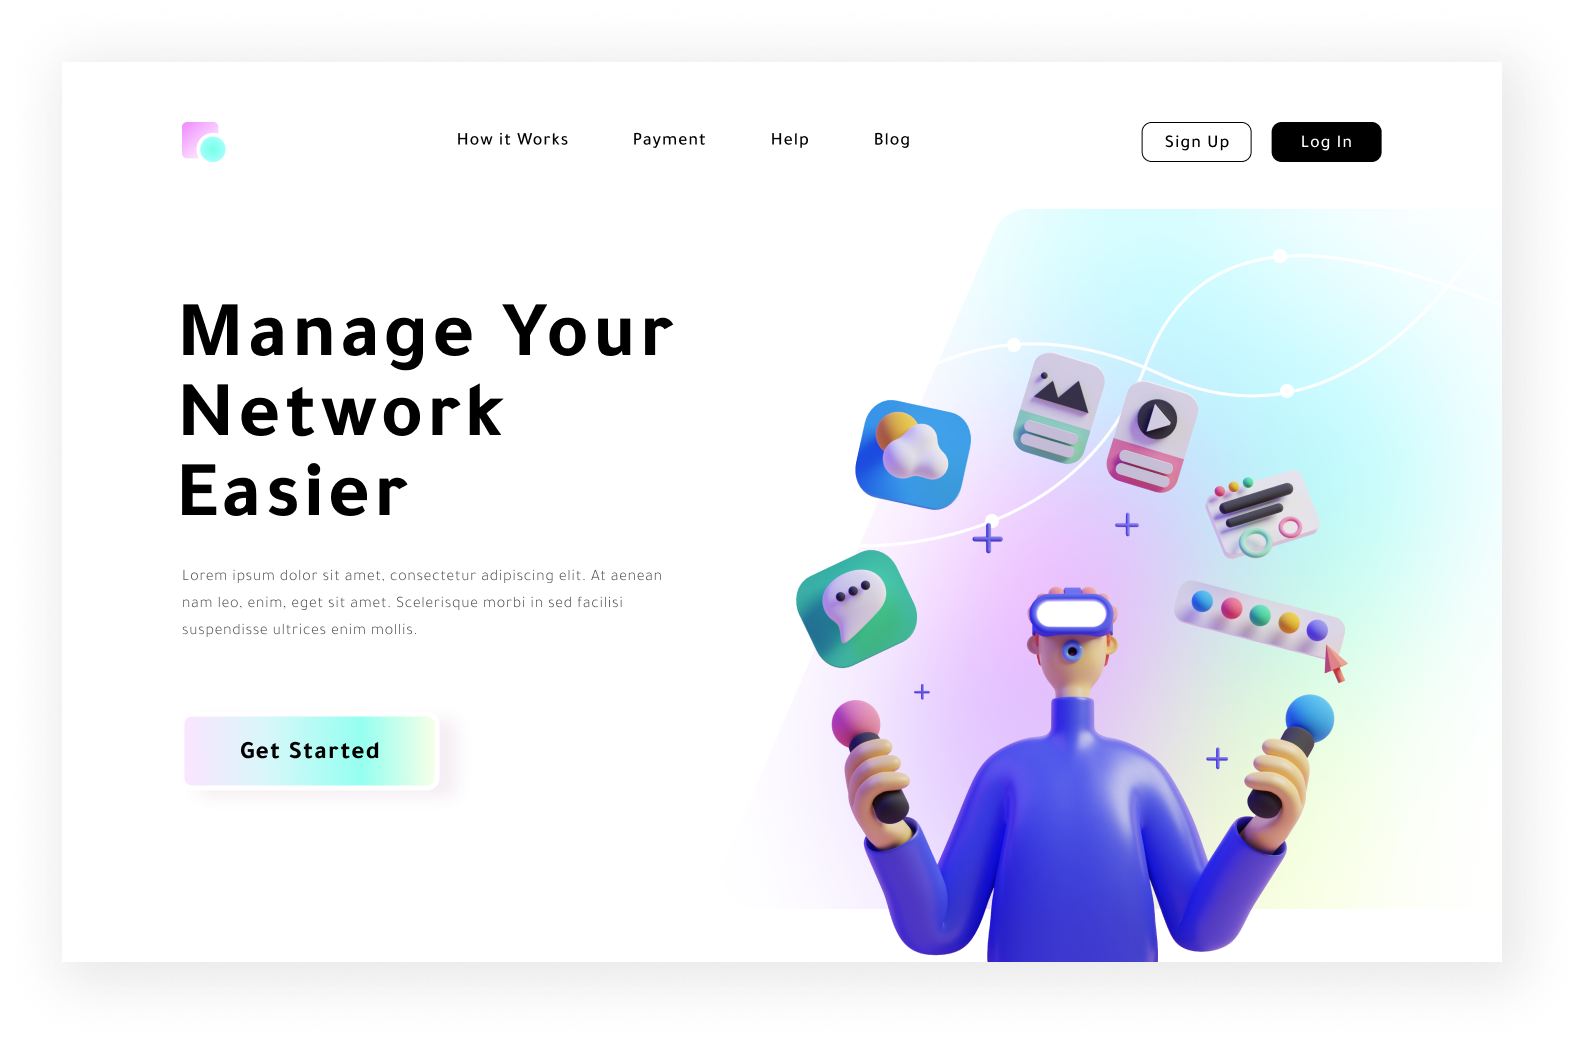 How it Works
Payment
Help
Blog
Sign Up
Log In
Manage Your
Network
Easier
Lorem ipsum dolor sit amet, consectetur adipiscing elit. At aenean
nam leo, enim, eget sit amet. Scelerisque morbi in sed facilisi
suspendisse ultrices enim mollis.
Get Started